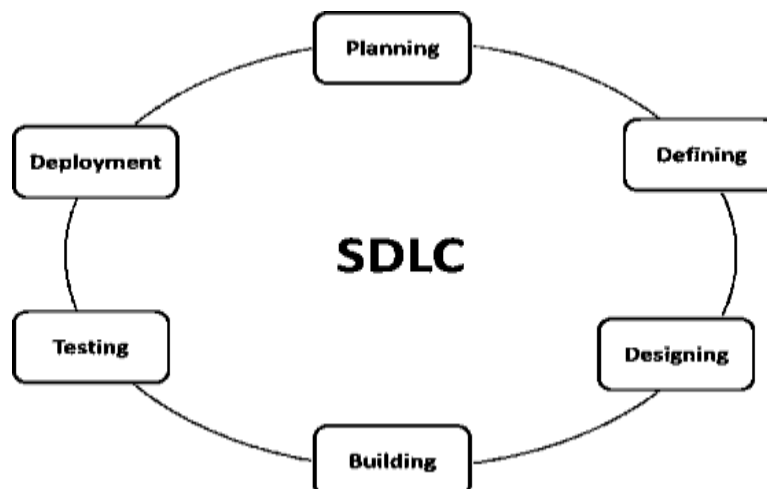 Planning
Defining
Designing
Building
Testing
Deployment
SDLC